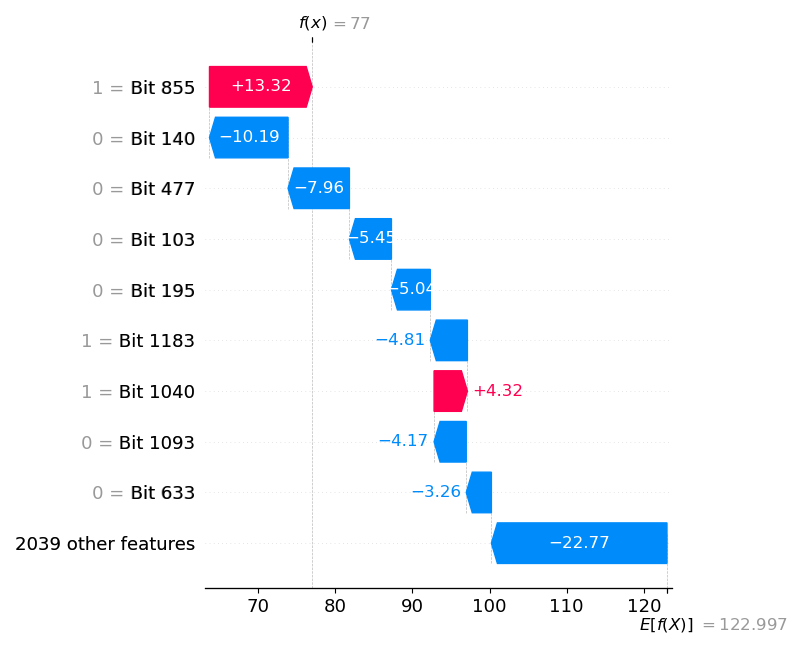 f(x) = 77
1 = Bit 855
+13.32
0 = Bit 140
−10.19
0 = Bit 477
−7.96
0 = Bit 103
−5.45
0 = Bit 195
−5.04
1 = Bit 1183
−4.81
1 = Bit 1040
+4.32
0 = Bit 1093
−4.17
0 = Bit 633
−3.26
2039 other features
−22.77
70 80 90 100 110 120
E[f(X)] = 122.997